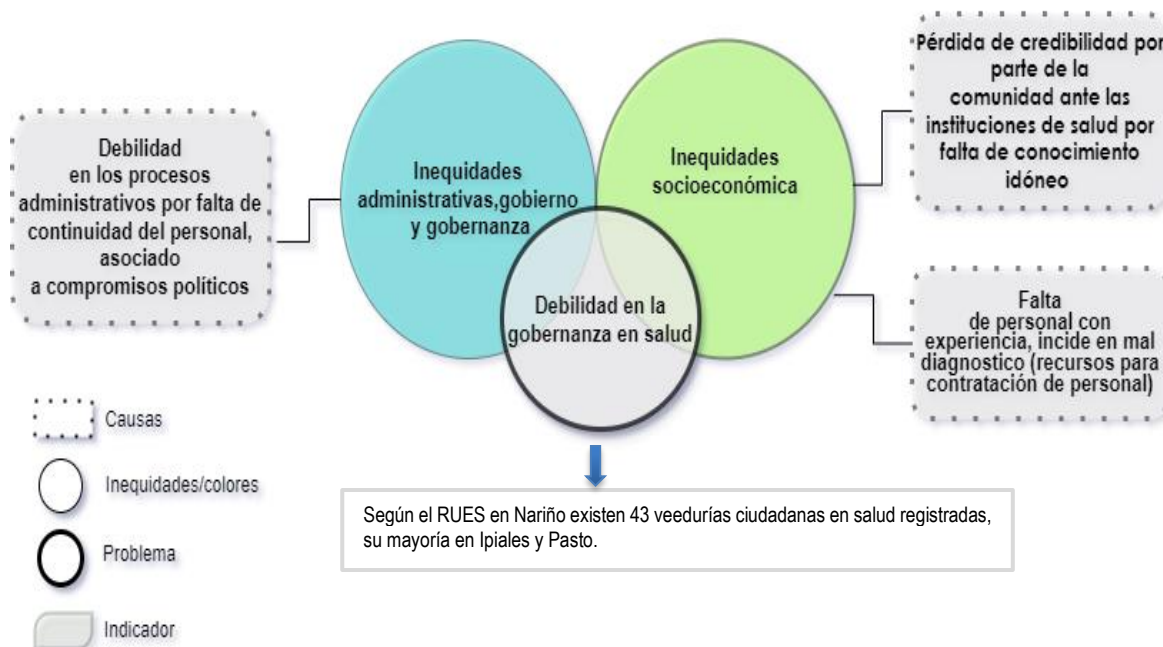 Debilidad
en los procesos
administrativos por falta de
continuidad del personal,
asociado
a compromisos políticos
Inequidades
administrativas,gobierno
y gobernanza
Inequidades
socioeconómica
Debilidad en la
gobernanza en salud
Pérdida de credibilidad por
parte de la
comunidad ante las
instituciones de salud por
falta de conocimiento
idóneo
Falta
de personal con
experiencia, incide en mal
diagnostico (recursos para
contratación de personal)
Causas
Inequidades/colores
Problema
Indicador
Según el RUES en Nariño existen 43 veedurías ciudadanas en salud registradas,
su mayoría en Ipiales y Pasto.